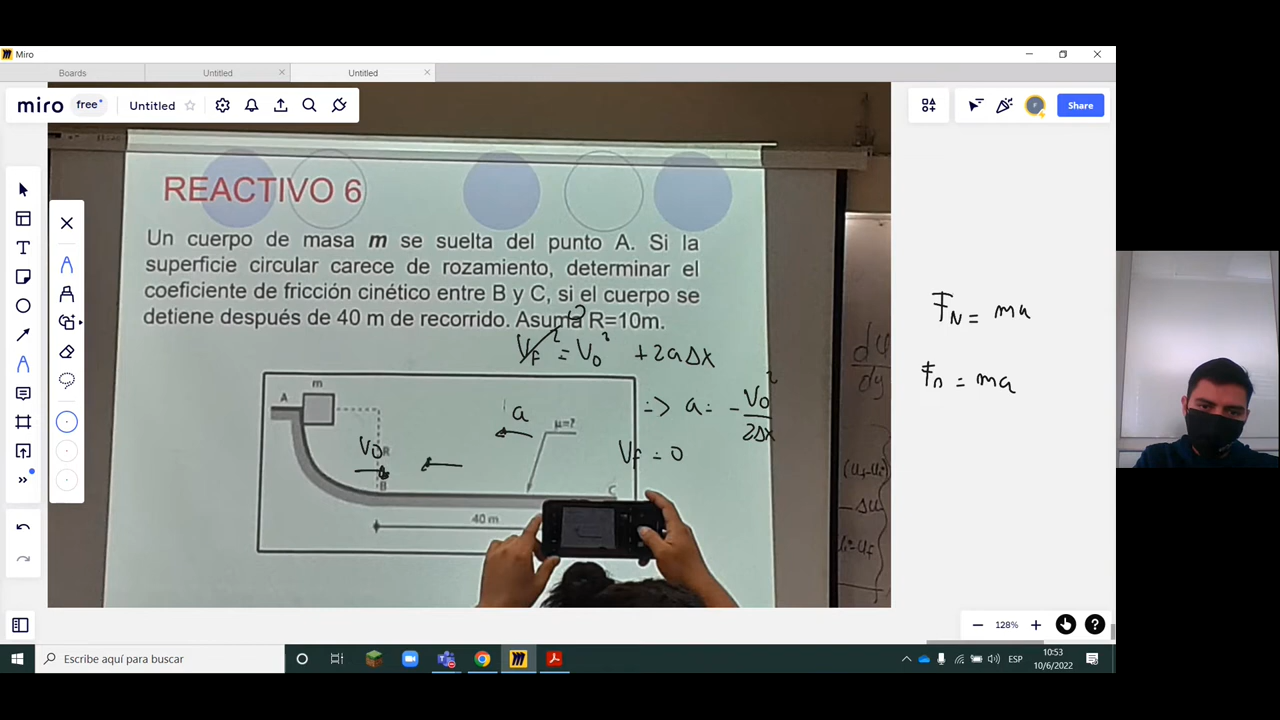 Miro
Boards
Untitled
Untitled
miro
free
Untitled
Share
REACTIVO 6
Un cuerpo de masa m se suelta del punto A. Si la
superficie circular carece de rozamiento, determinar el
coeficiente de fricción cinético entre B y C, si el cuerpo se
detiene después de 40 m de recorrido. Asuma R=10m.
Vf² = V0² + 2aΔx
0
=> a = - V0² / 2Δx
Vf = 0
m
A
V0
R
B
a
μ=?
C
40 m
FN = ma
ma
128%
Escribe aquí para buscar
ESP
10:53
10/6/2022